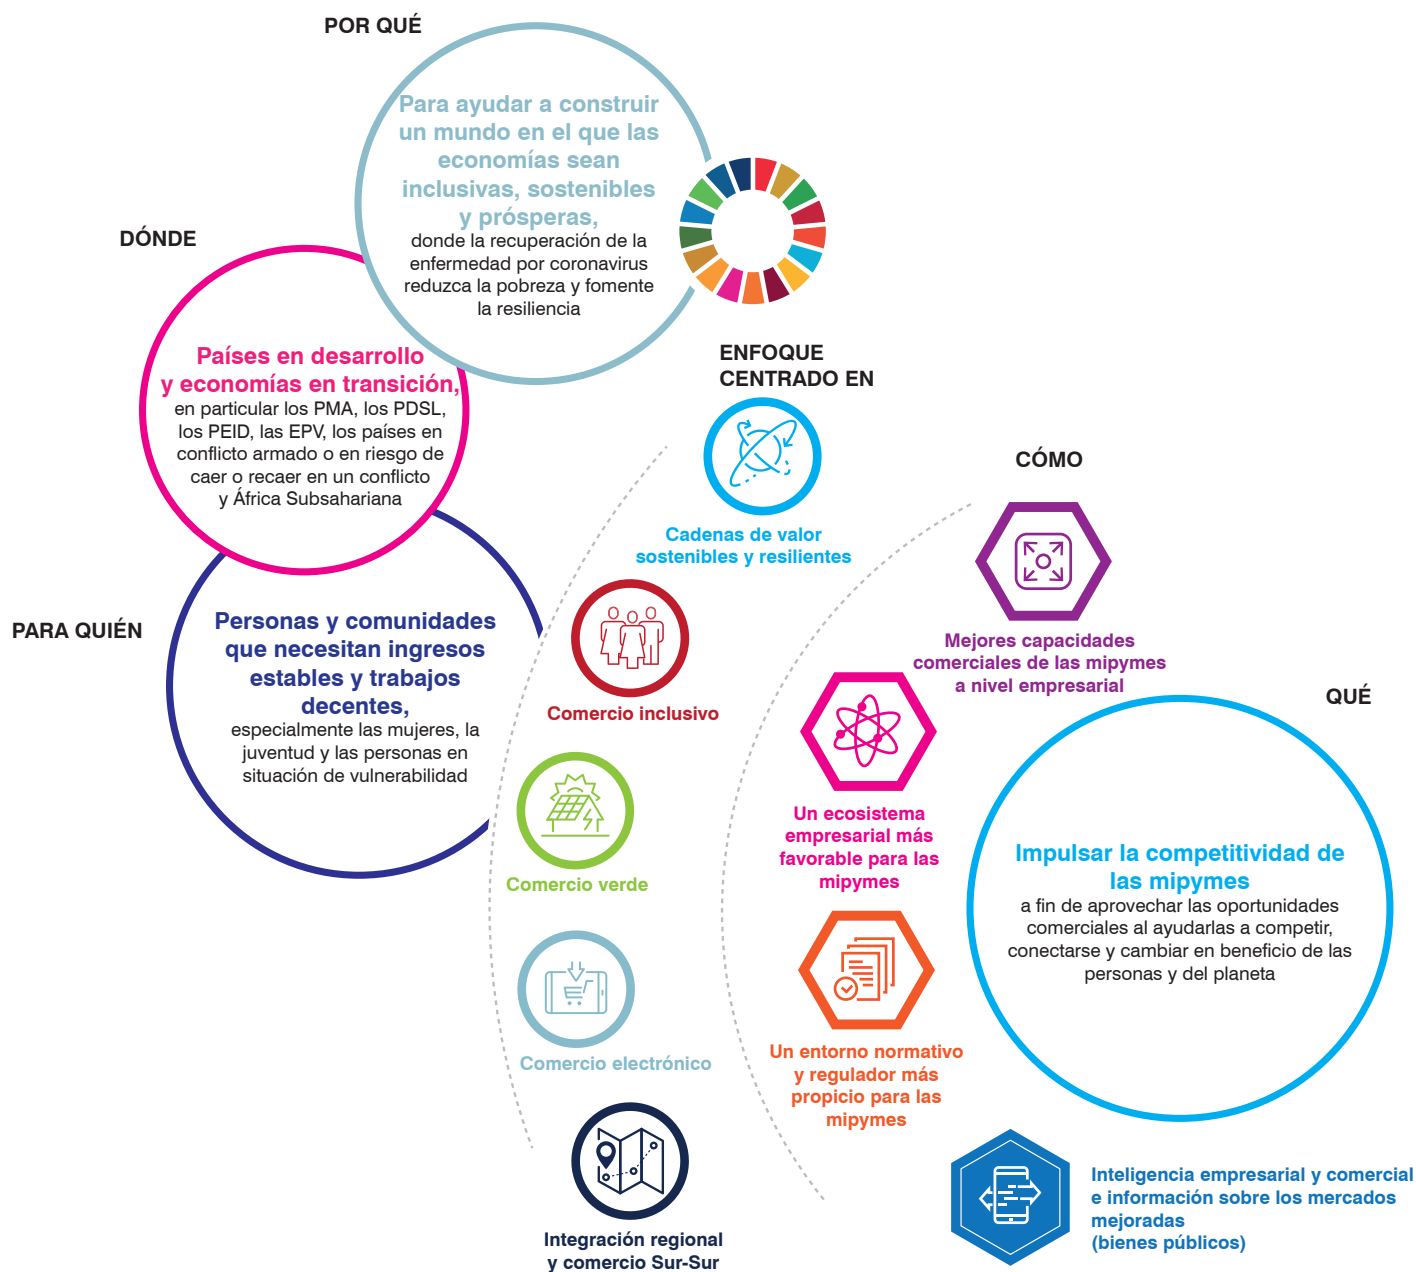 POR QUÉ
Para ayudar a construir
un mundo en el que las
economías sean
inclusivas, sostenibles
y prósperas,
donde la recuperación de la
enfermedad por coronavirus
reduzca la pobreza y fomente
la resiliencia
DÓNDE
Países en desarrollo
y economías en transición,
en particular los PMA, los PDSL,
los PEID, las EPV, los países en
conflicto armado o en riesgo de
caer o recaer en un conflicto
y África Subsahariana
PARA QUIÉN
Personas y comunidades
que necesitan ingresos
estables y trabajos
decentes,
especialmente las mujeres, la
juventud y las personas en
situación de vulnerabilidad
ENFOQUE
CENTRADO EN
Cadenas de valor
sostenibles y resilientes
Comercio inclusivo
Comercio verde
Comercio electrónico
Integración regional
y comercio Sur-Sur
CÓMO
Mejores capacidades
comerciales de las mipymes
a nivel empresarial
Un ecosistema
empresarial más
favorable para las
mipymes
Un entorno normativo
y regulador más
propicio para las
mipymes
Inteligencia empresarial y comercial
e información sobre los mercados
mejoradas
(bienes públicos)
QUÉ
Impulsar la competitividad de
las mipymes
a fin de aprovechar las oportunidades
comerciales al ayudarlas a competir,
conectarse y cambiar en beneficio de las
personas y del planeta